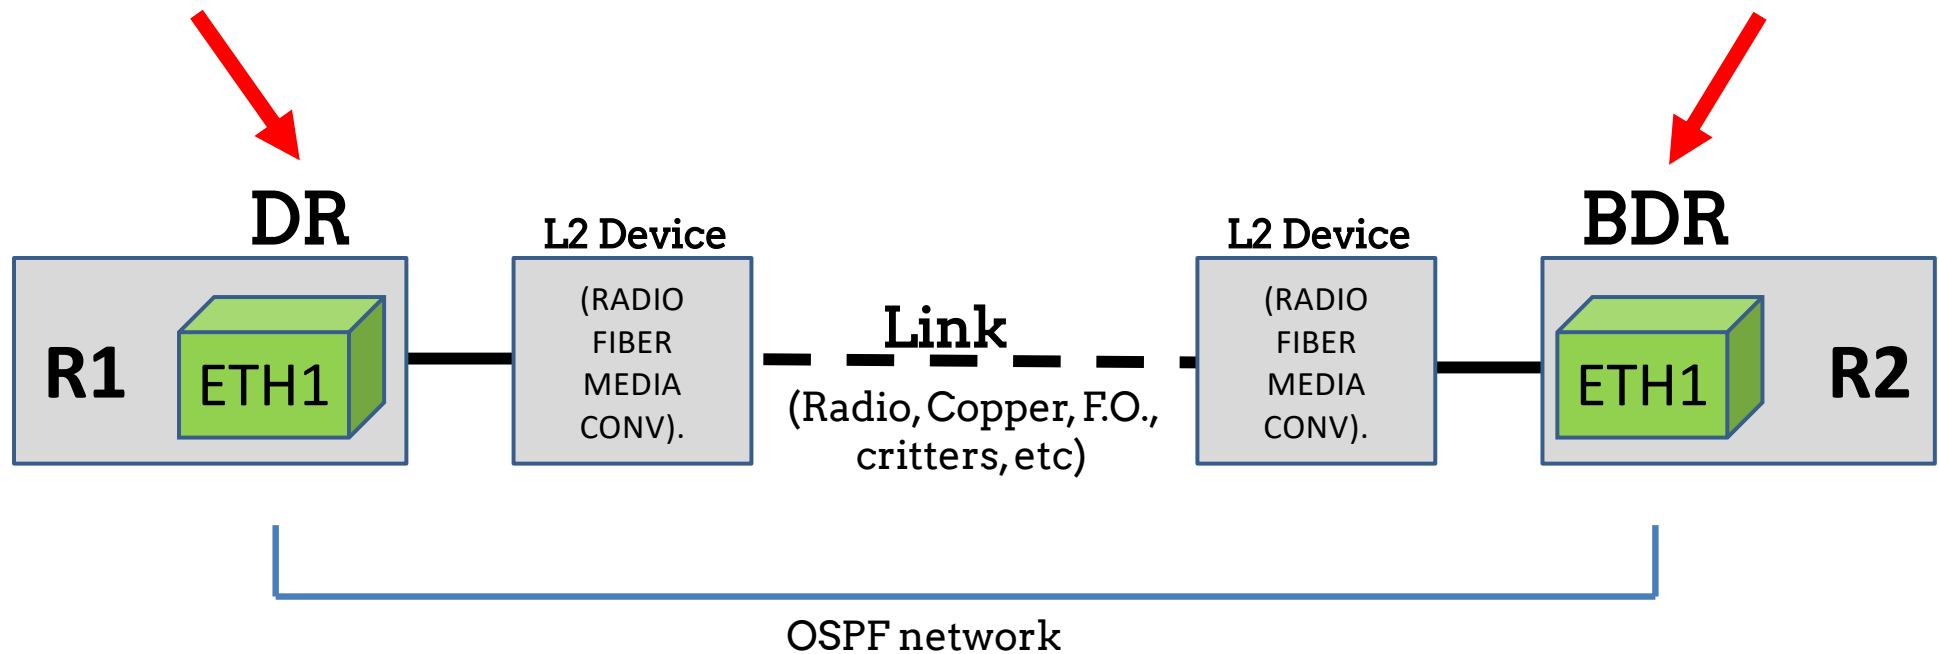 DR
BDR
L2 Device
L2 Device
(RADIO
FIBER
MEDIA
CONV).
(RADIO
FIBER
MEDIA
CONV).
R1
ETH1
Link
(Radio, Copper, F.O.,
critters, etc)
ETH1
R2
OSPF network